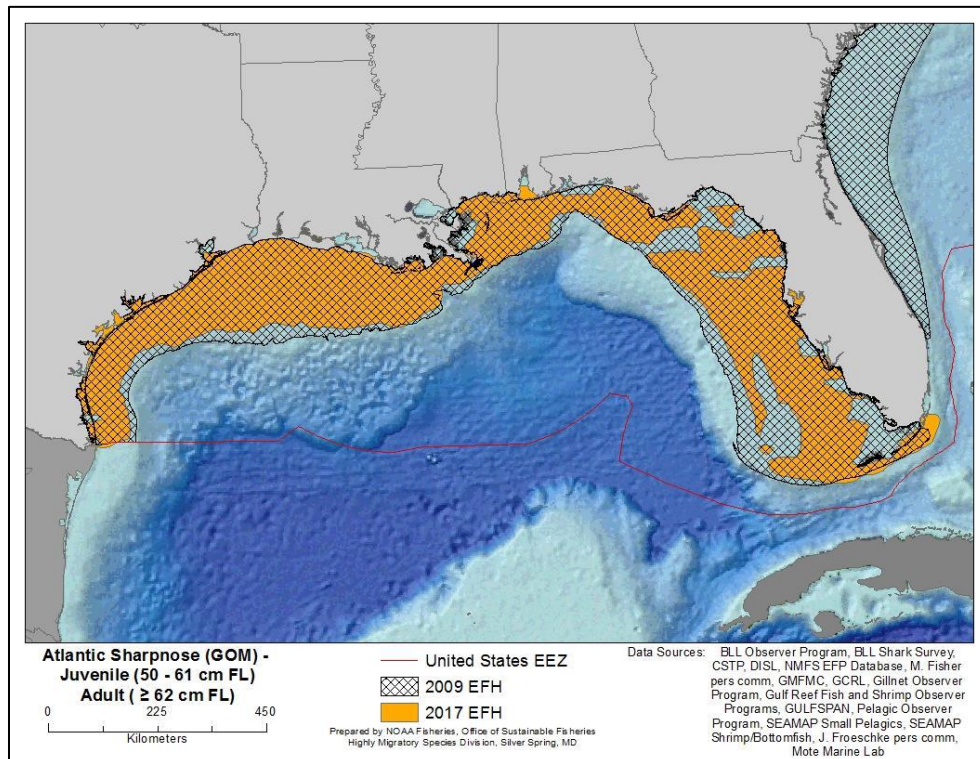 Atlantic Sharpnose (GOM) -
Juvenile (50 - 61 cm FL)
Adult ( ≥ 62 cm FL)
0 225 450
Kilometers
United States EEZ
2009 EFH
2017 EFH
Prepared by NOAA Fisheries, Office of Sustainable Fisheries
Highly Migratory Species Division, Silver Spring, MD
Data Sources: BLL Observer Program, BLL Shark Survey,
CSTP, DISL, NMFS EFP Database, M. Fisher
pers comm, GMFMC, GCRL, Gillnet Observer
Program, Gulf Reef Fish and Shrimp Observer
Programs, GULFSPAN, Pelagic Observer
Program, SEAMAP Small Pelagics, SEAMAP
Shrimp/Bottomfish, J. Froeschke pers comm,
Mote Marine Lab